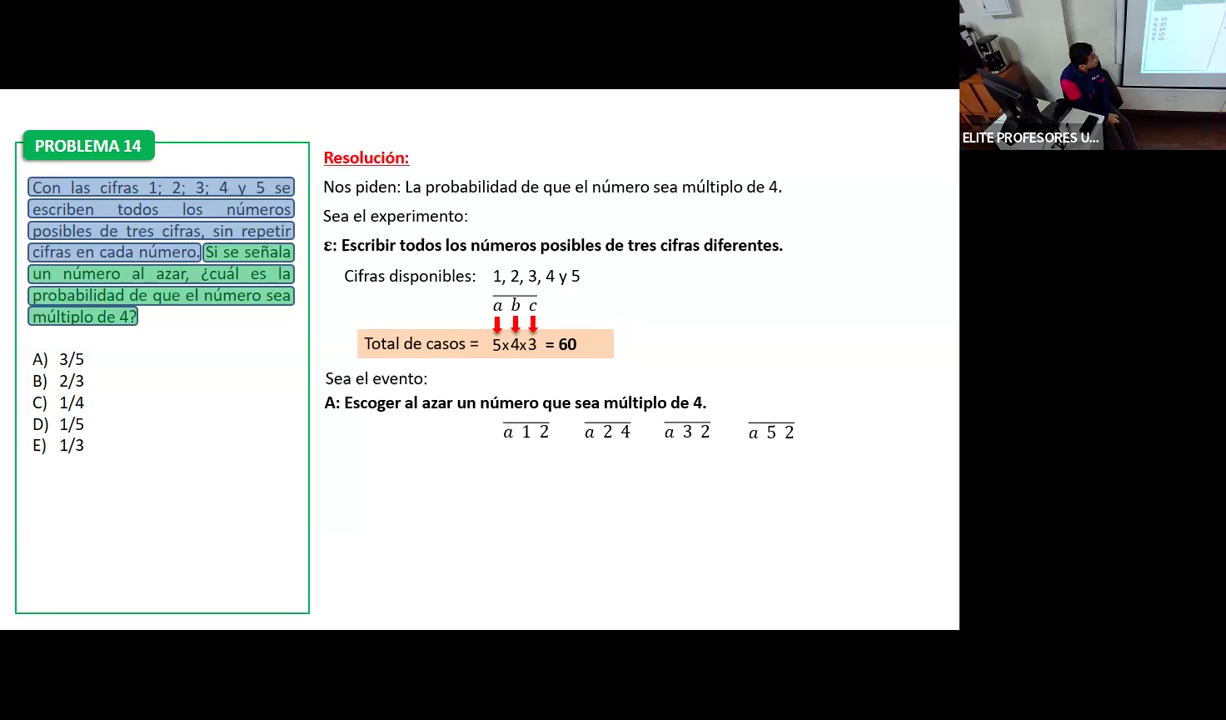 PROBLEMA 14
Con las cifras 1; 2; 3; 4 y 5 se
escriben todos los números
posibles de tres cifras, sin repetir
cifras en cada número. Si se señala
un número al azar, ¿cuál es la
probabilidad de que el número sea
múltiplo de 4?
A) 3/5
B) 2/3
C) 1/4
D) 1/5
E) 1/3
Resolución:
Nos piden: La probabilidad de que el número sea múltiplo de 4.
Sea el experimento:
ε: Escribir todos los números posibles de tres cifras diferentes.
Cifras disponibles: 1, 2, 3, 4 y 5
a b c
Total de casos = 5x4x3 = 60
Sea el evento:
A: Escoger al azar un número que sea múltiplo de 4.
a 1 2 a 2 4 a 3 2 a 5 2
ELITE PROFESORES U...